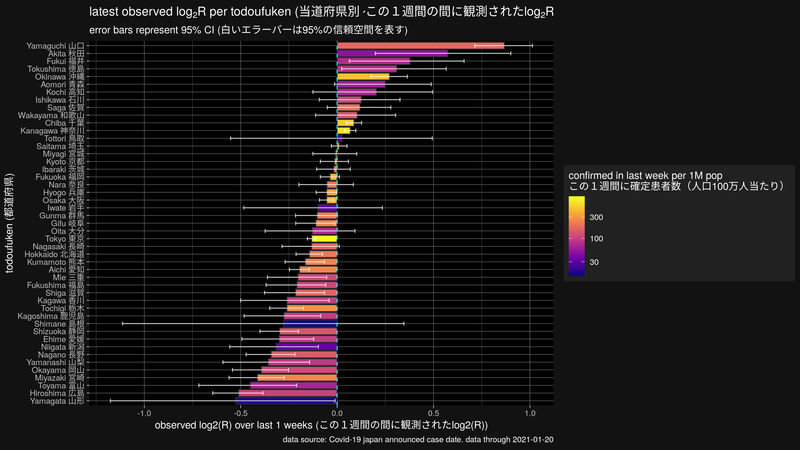 latest observed log2R per todoufuken (当道府県別 この１週間の間に観測されたlog2R
error bars represent 95% CI (白いエラーバーは95%の信頼空間を表す)
Yamaguchi 山口
Akita 秋田
Fukui 福井
Tokushima 徳島
Okinawa 沖縄
Aomori 青森
Kochi 高知
Ishikawa 石川
Saga 佐賀
Wakayama 和歌山
Chiba 千葉
Kanagawa 神奈川
Tottori 鳥取
Saitama 埼玉
Miyagi 宮城
Kyoto 京都
Ibaraki 茨城
Fukuoka 福岡
Nara 奈良
Hyogo 兵庫
Osaka 大阪
Iwate 岩手
Gunma 群馬
Gifu 岐阜
Oita 大分
Tokyo 東京
Nagasaki 長崎
Hokkaido 北海道
Kumamoto 熊本
Aichi 愛知
Mie 三重
Fukushima 福島
Shiga 滋賀
Kagawa 香川
Tochigi 栃木
Kagoshima 鹿児島
Shimane 島根
Shizuoka 静岡
Ehime 愛媛
Niigata 新潟
Nagano 長野
Yamanashi 山梨
Okayama 岡山
Miyazaki 宮崎
Toyama 富山
Hiroshima 広島
Yamagata 山形
todoufuken (都道府県)
-1.0 -0.5 0.0 0.5 1.0
observed log2(R) over last 1 weeks (この１週間の間に観測されたlog2(R))
data source: Covid-19 japan announced case date. data through 2021-01-20
confirmed in last week per 1M pop
この１週間に確定患者数（人口100万人当たり）
300
100
30